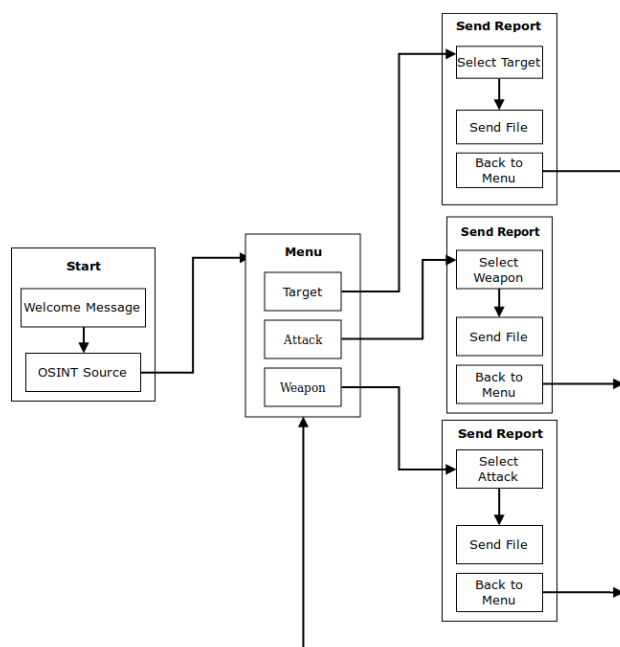 Start
Welcome Message
OSINT Source
Menu
Target
Attack
Weapon
Send Report
Select Target
Send File
Back to
Menu
Send Report
Select
Weapon
Send File
Back to
Menu
Send Report
Select
Attack
Send File
Back to
Menu